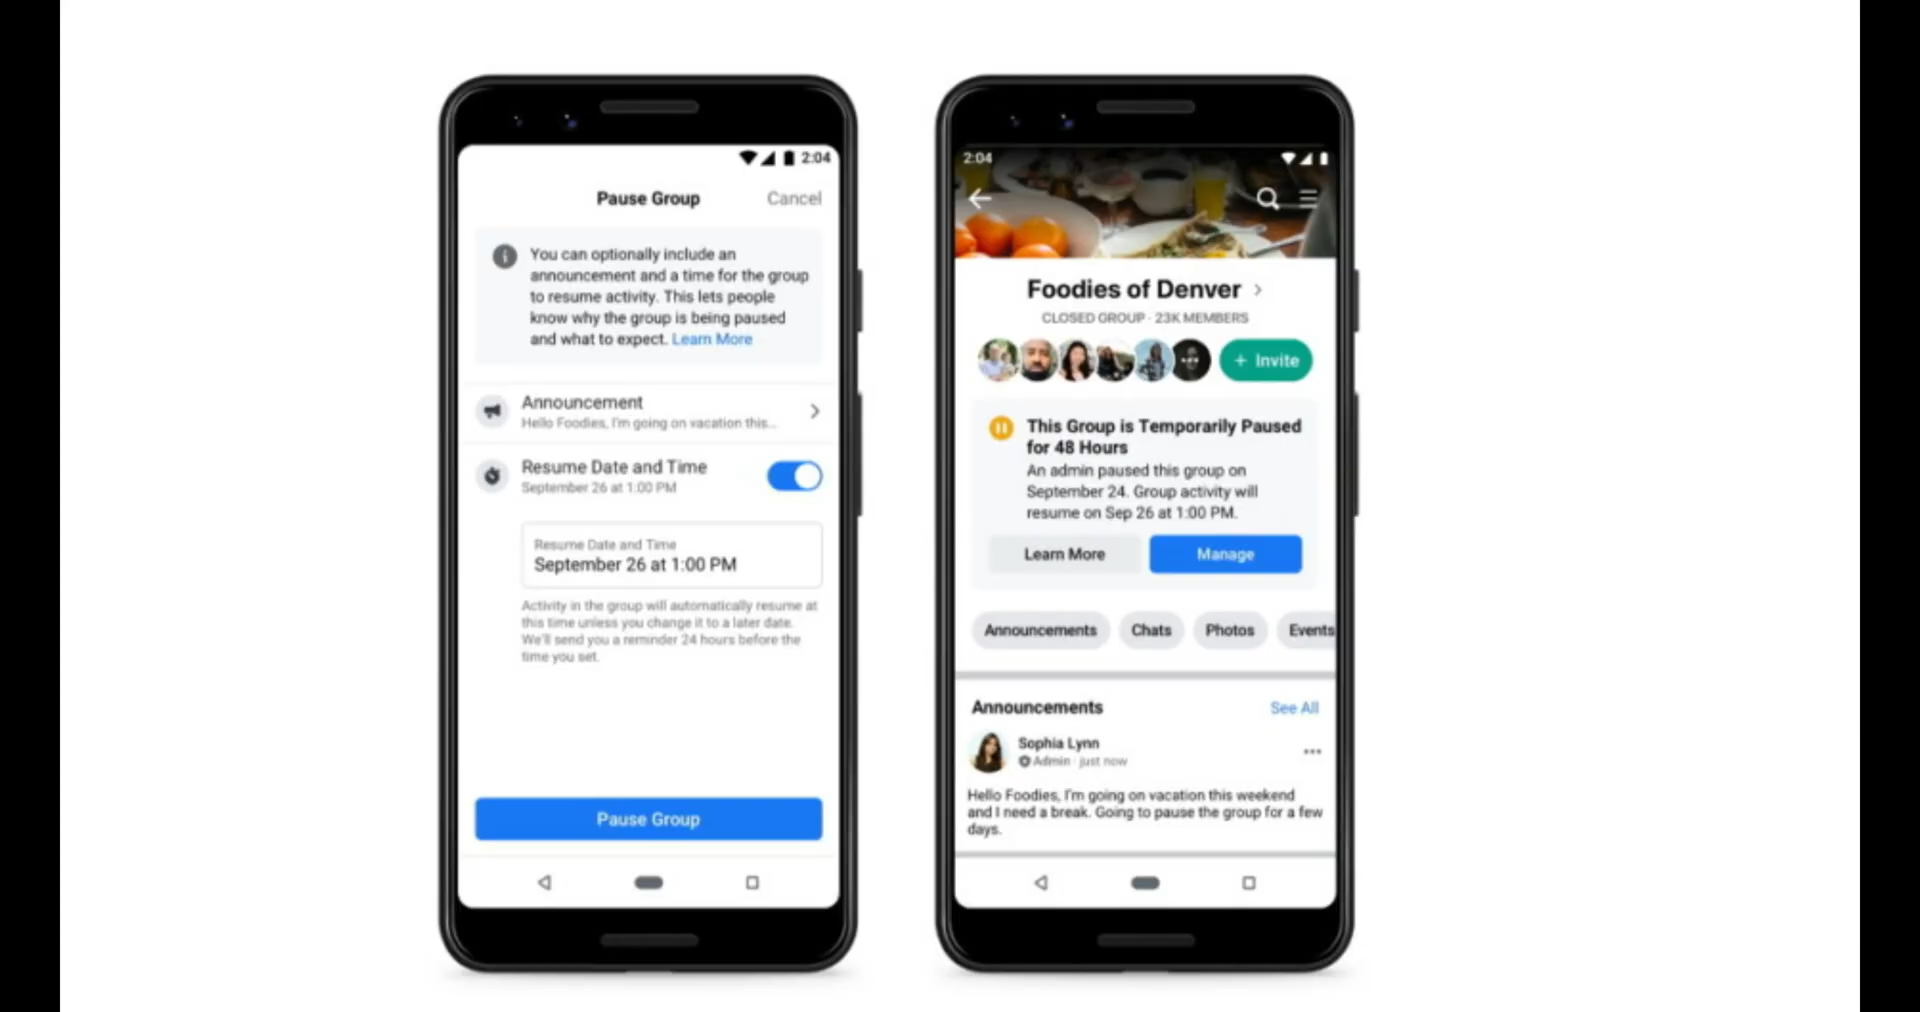 2:04
Pause Group
Cancel
You can optionally include an
announcement and a time for the group
to resume activity. This lets people
know why the group is being paused
and what to expect. Learn More
Announcement
Hello Foodies, I'm going on vacation this...
Resume Date and Time
September 26 at 1:00 PM
Resume Date and Time
September 26 at 1:00 PM
Activity in the group will automatically resume at
this time unless you change it to a later date.
We'll send you a reminder 24 hours before the
time you set.
Pause Group
2:04
Foodies of Denver
CLOSED GROUP · 23K MEMBERS
+ Invite
This Group is Temporarily Paused
for 48 Hours
An admin paused this group on
September 24. Group activity will
resume on Sep 26 at 1:00 PM.
Learn More
Manage
Announcements
Chats
Photos
Events
Announcements
See All
Sophia Lynn
Admin · just now
Hello Foodies, I'm going on vacation this weekend
and I need a break. Going to pause the group for a few
days.